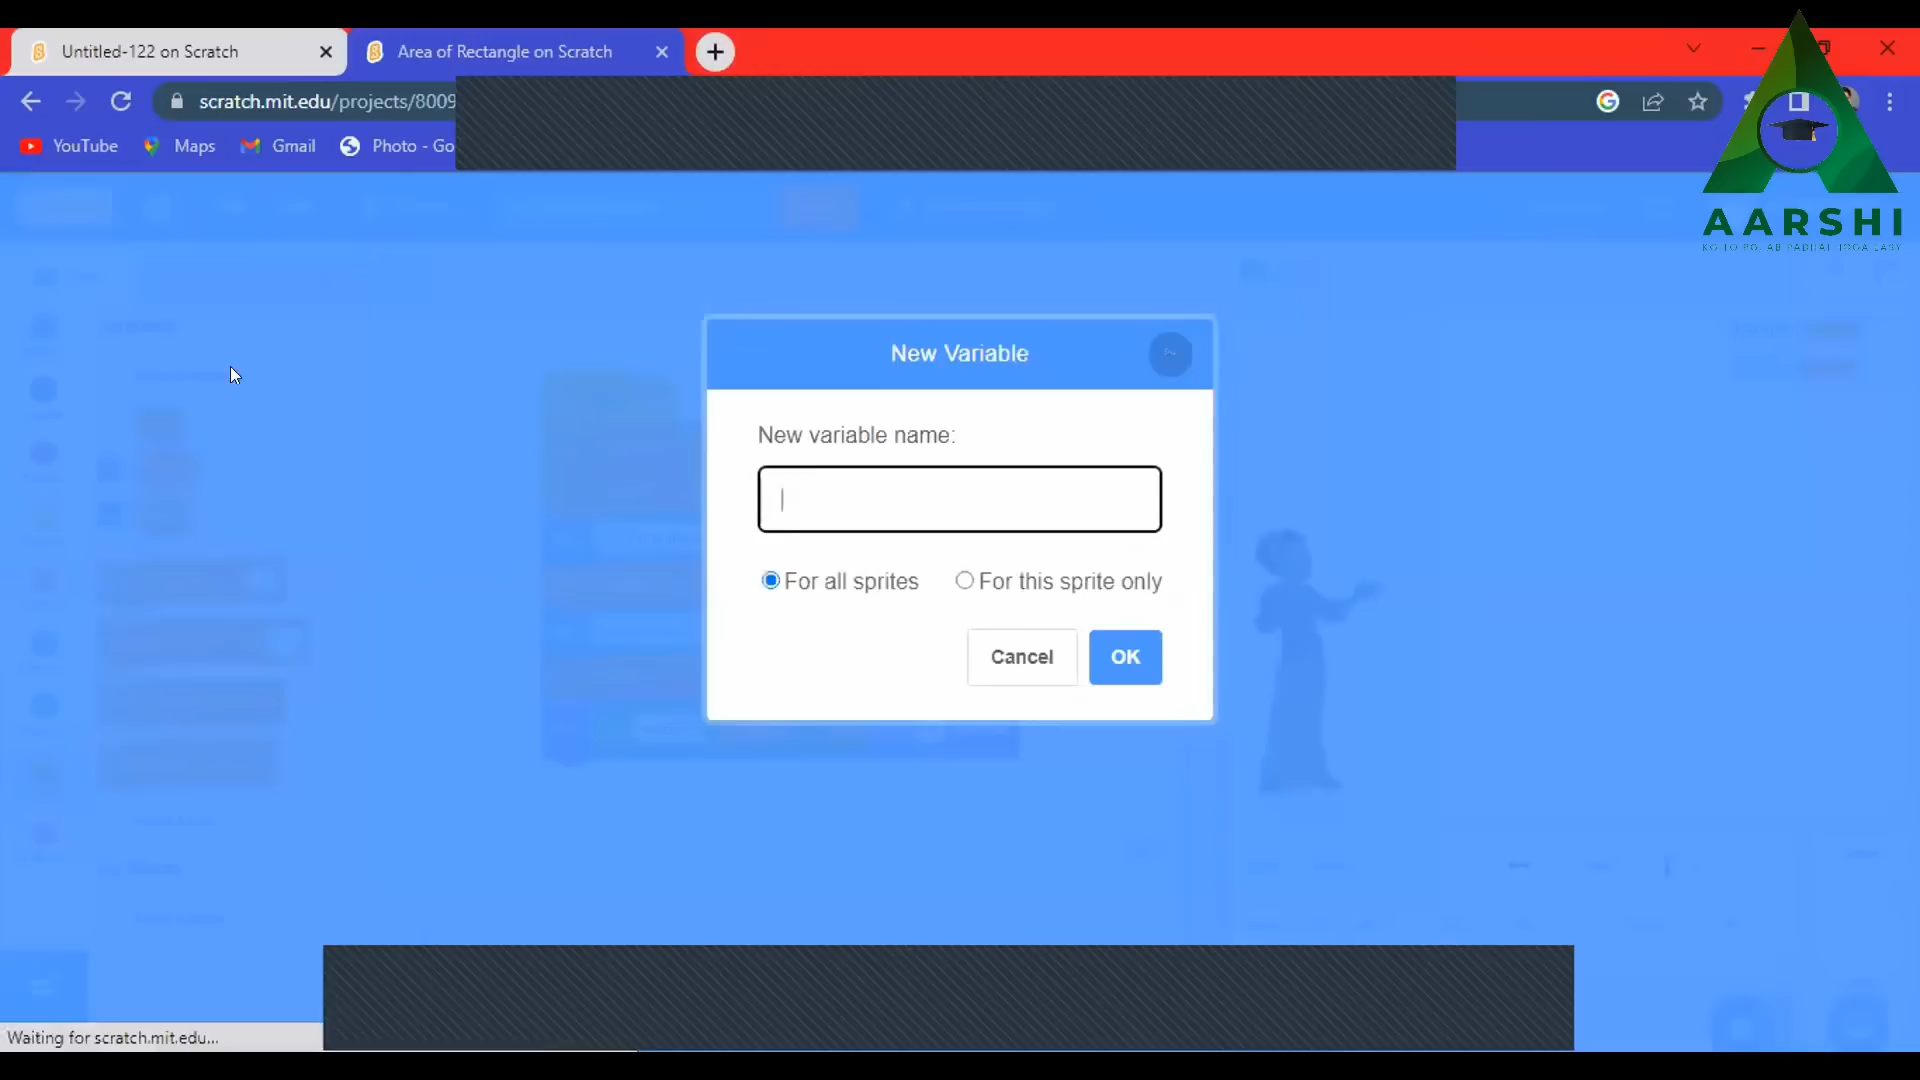 Untitled-122 on Scratch
Area of Rectangle on Scratch
scratch.mit.edu/projects/8009
YouTube
Maps
Gmail
Photo - Go
AARSHI
New Variable
New variable name:
For all sprites
For this sprite only
Cancel
OK
Waiting for scratch.mit.edu...